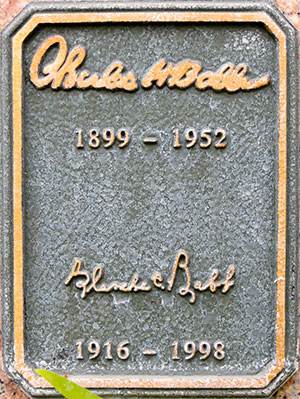 Charles H Babb
1899 - 1952
Blanche C. Babb
1916 - 1998